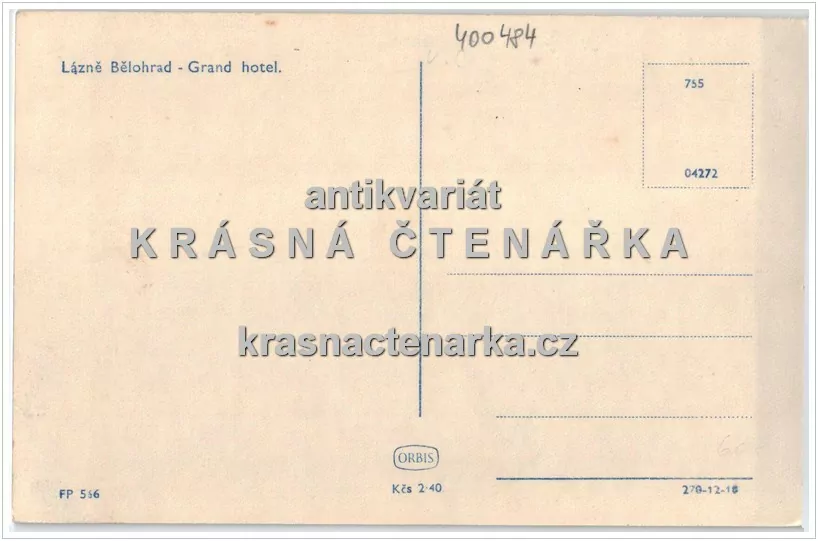 400484
Lázně Bělohrad - Grand hotel.
755
04272
antikvariát
KRÁSNÁ ČTENÁŘKA
krasnactenarka.cz
ORBIS
FP 566
Kčs 2·40
278-12-16